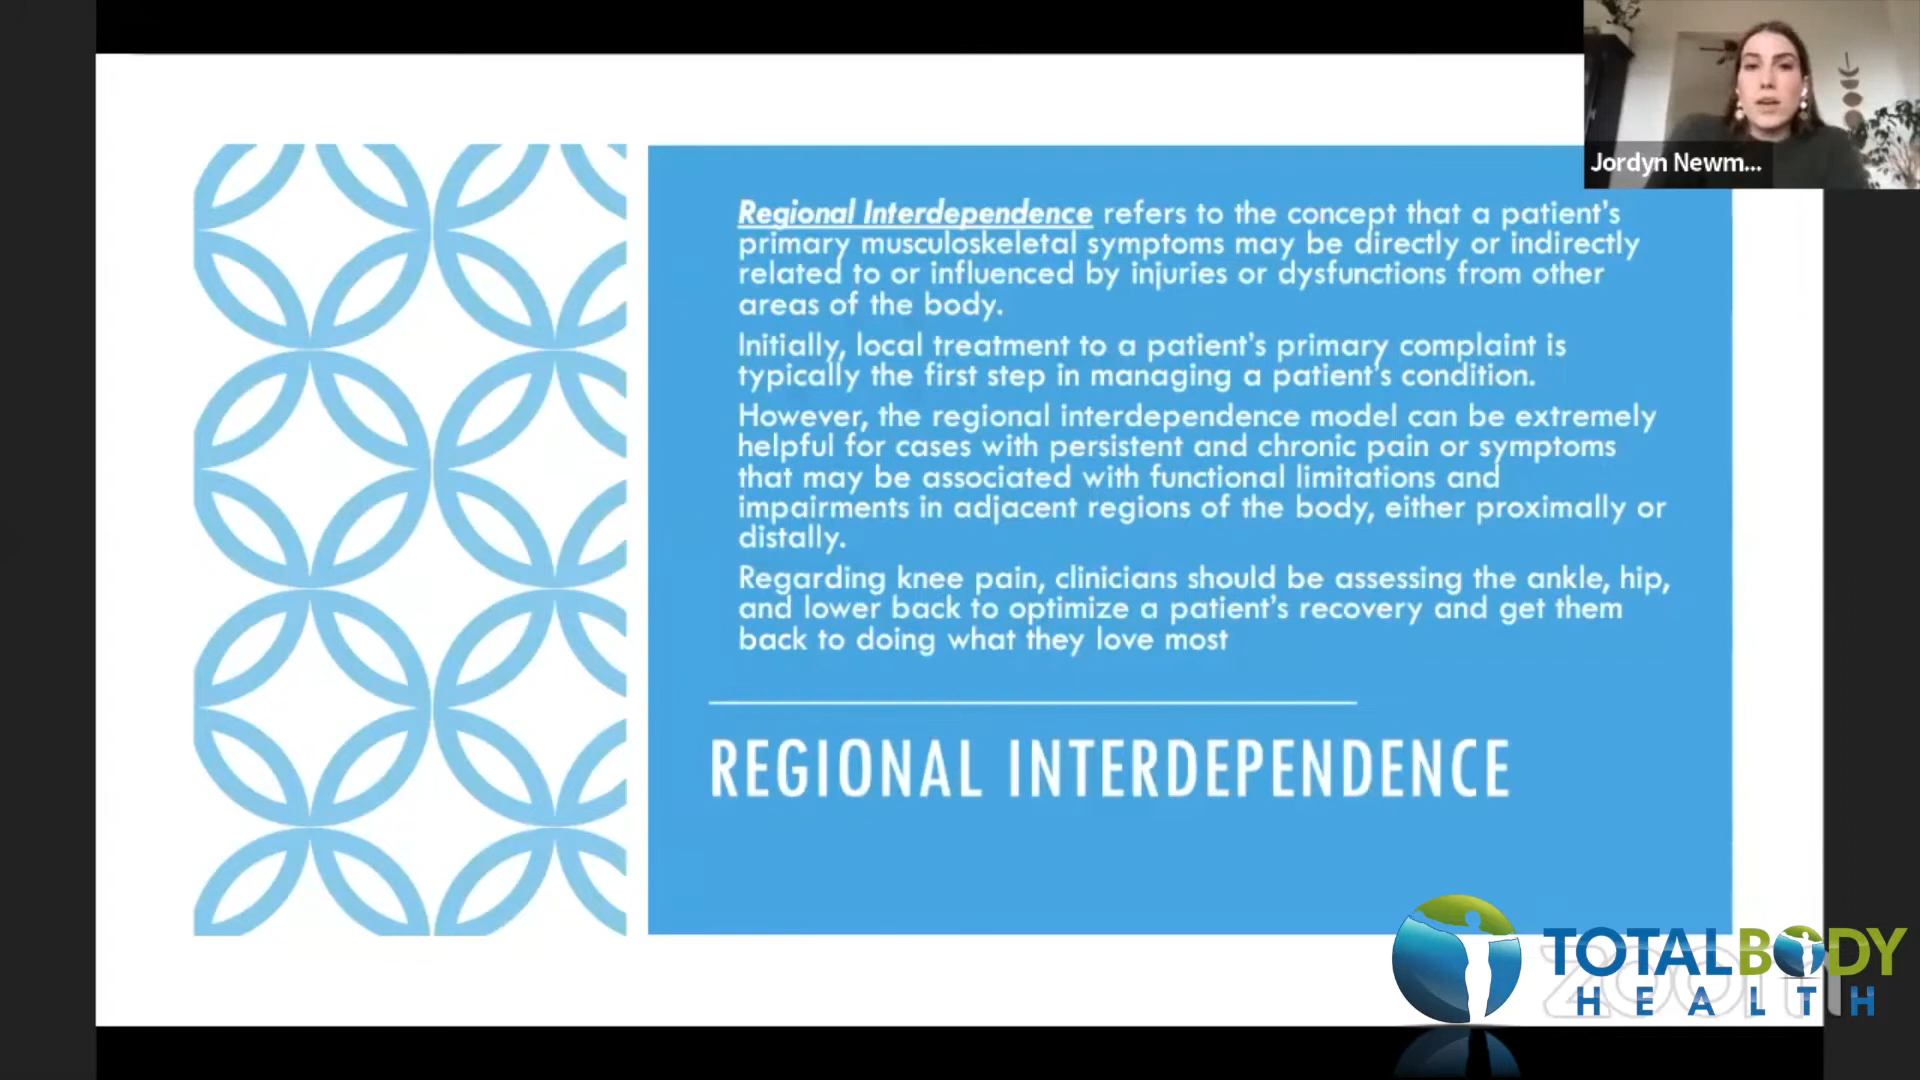 Jordyn Newm...
Regional Interdependence refers to the concept that a patient's
primary musculoskeletal symptoms may be directly or indirectly
related to or influenced by injuries or dysfunctions from other
areas of the body.
Initially, local treatment to a patient's primary complaint is
typically the first step in managing a patient's condition.
However, the regional interdependence model can be extremely
helpful for cases with persistent and chronic pain or symptoms
that may be associated with functional limitations and
impairments in adjacent regions of the body, either proximally or
distally.
Regarding knee pain, clinicians should be assessing the ankle, hip,
and lower back to optimize a patient's recovery and get them
back to doing what they love most
REGIONAL INTERDEPENDENCE
TOTALBODY
HEALTH
zoom